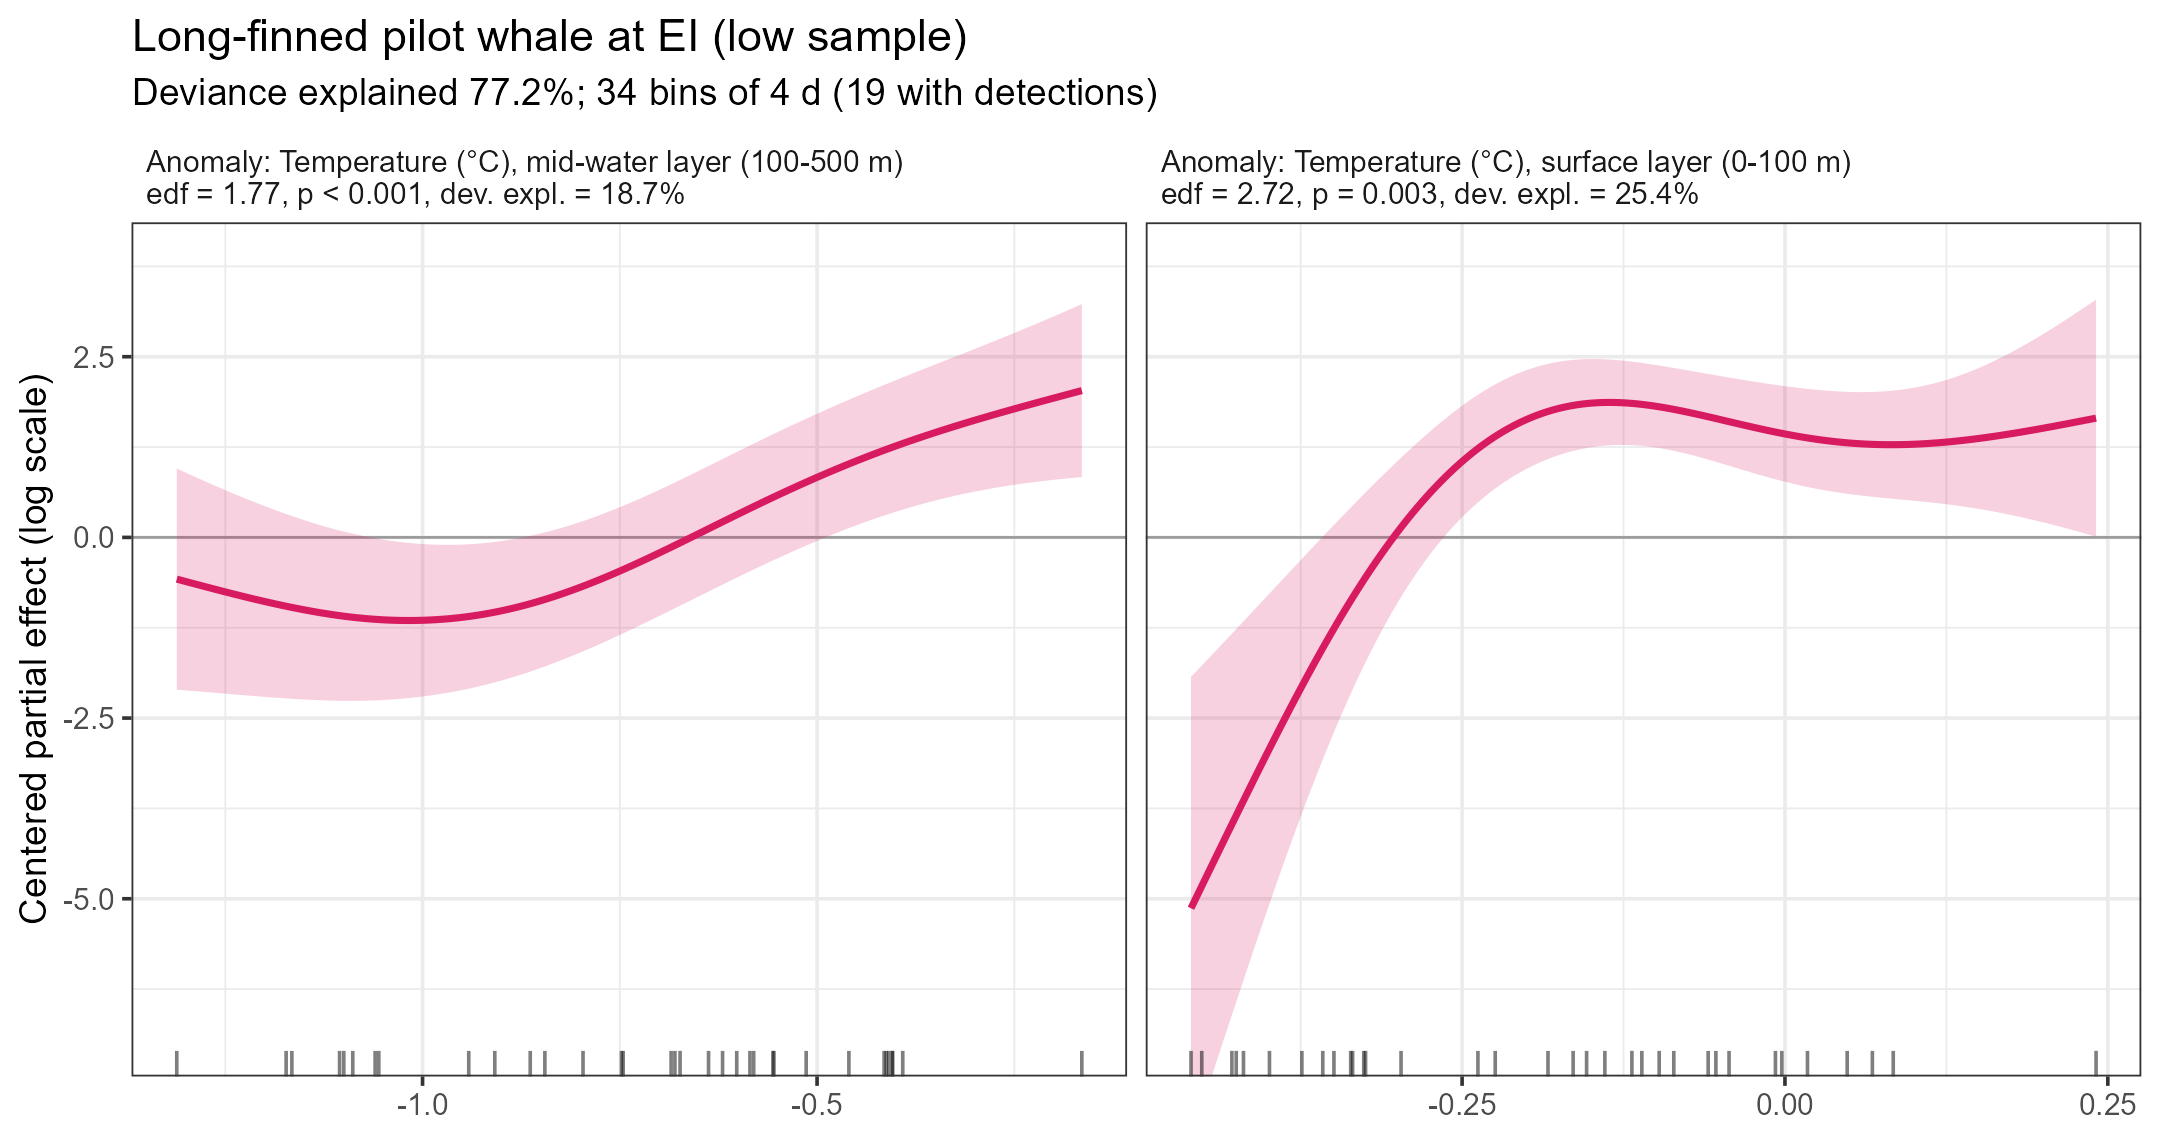 Long-finned pilot whale at EI (low sample)
Deviance explained 77.2%; 34 bins of 4 d (19 with detections)
Anomaly: Temperature (°C), mid-water layer (100-500 m)
edf = 1.77, p < 0.001, dev. expl. = 18.7%
Anomaly: Temperature (°C), surface layer (0-100 m)
edf = 2.72, p = 0.003, dev. expl. = 25.4%
Centered partial effect (log scale)
2.5
0.0
-2.5
-5.0
-1.0
-0.5
-0.25
0.00
0.25